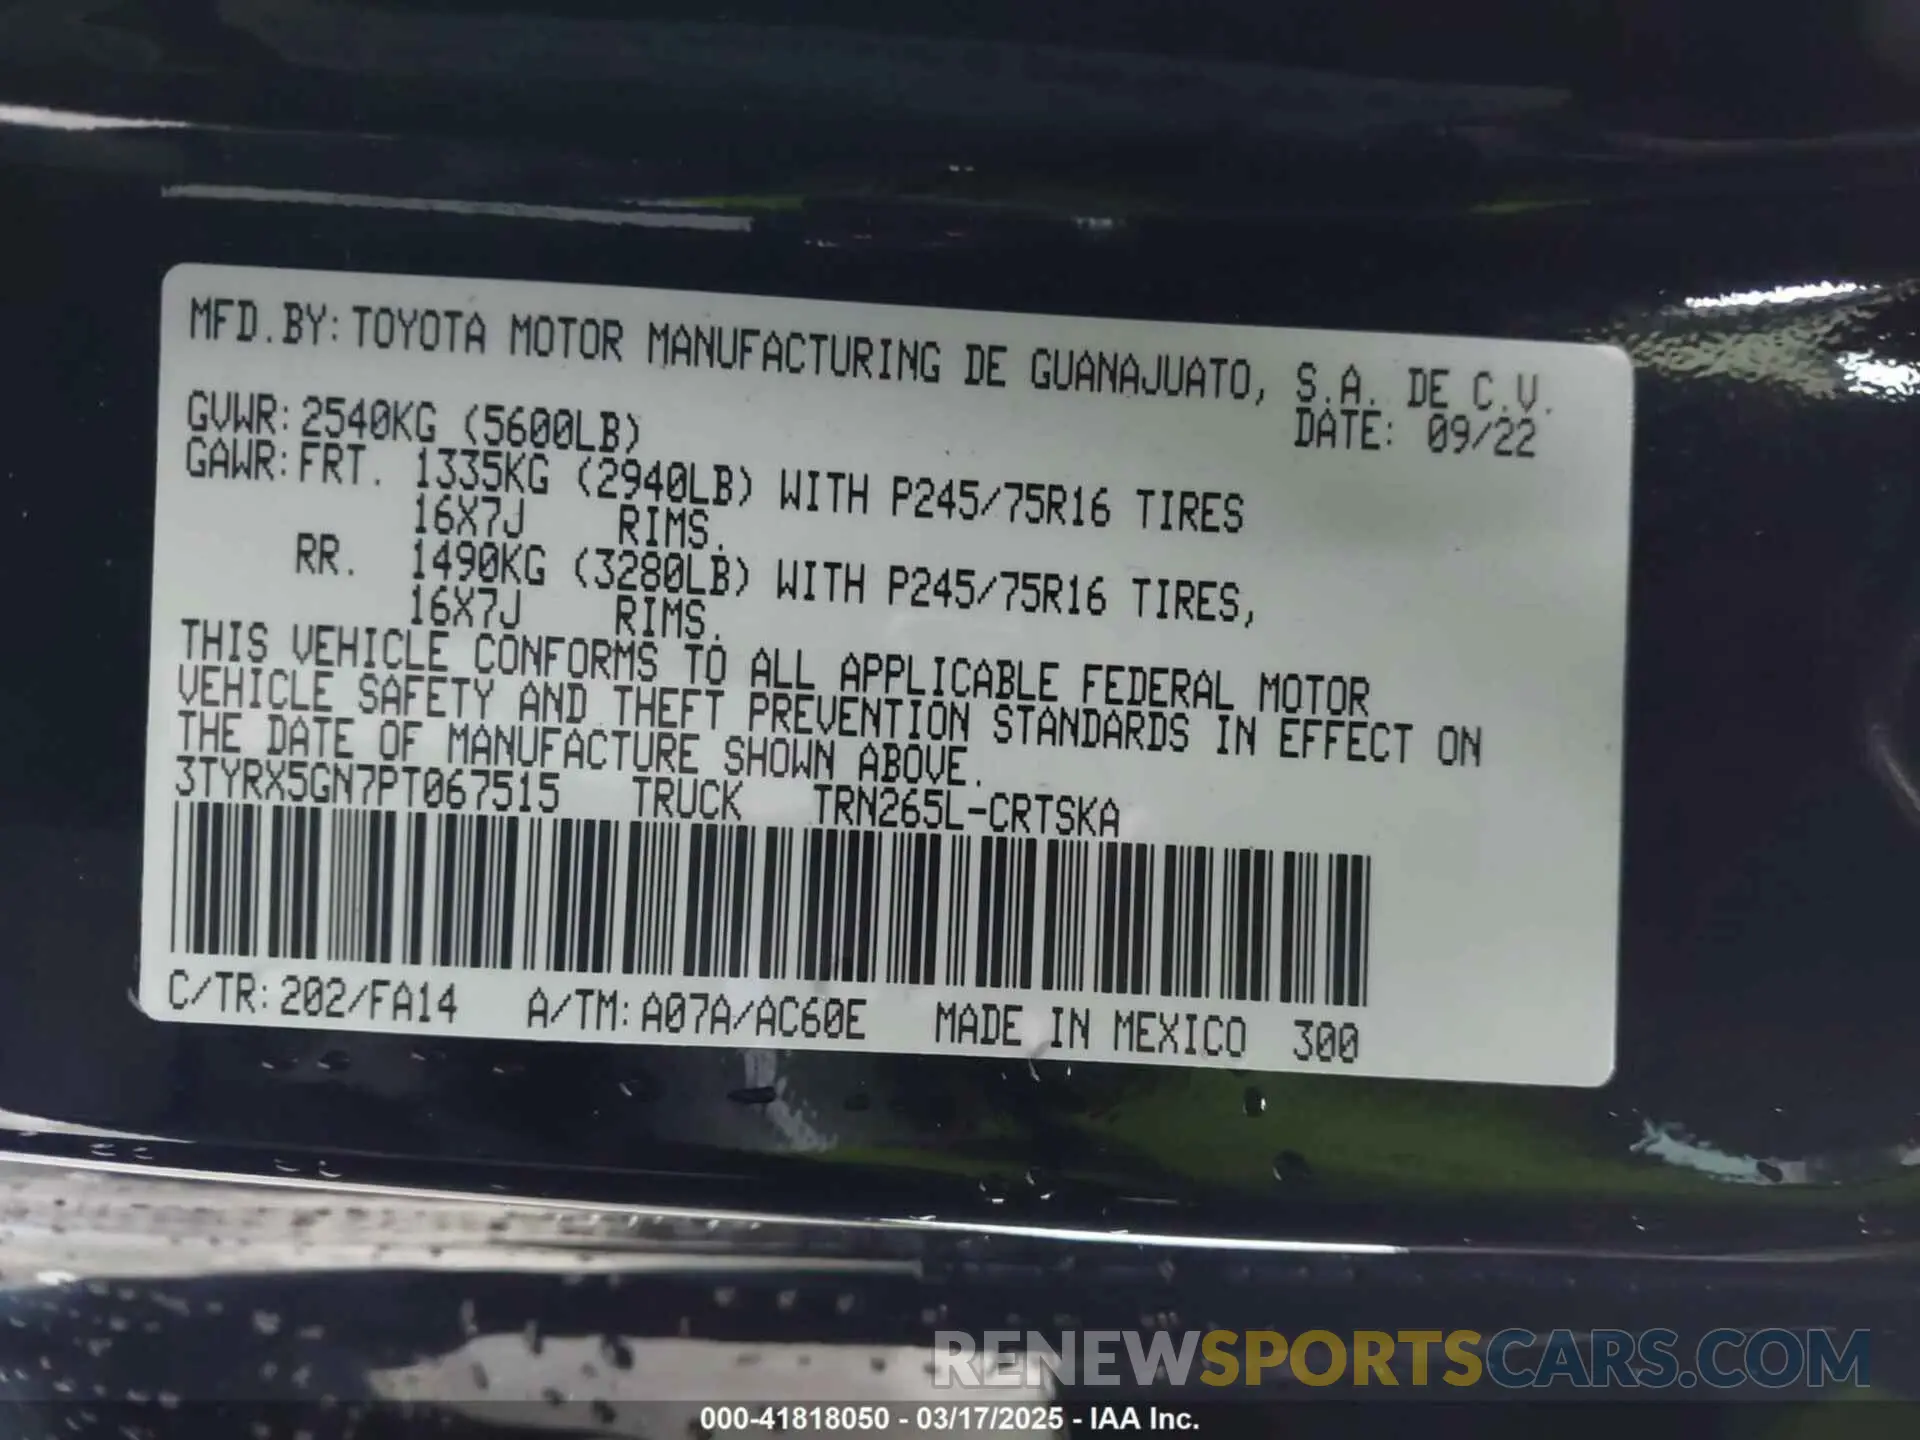 MFD.BY:TOYOTA MOTOR MANUFACTURING DE GUANAJUATO, S.A. DE C.V.
GVWR:2540KG (5600LB) DATE: 09/22
GAWR:FRT. 1335KG (2940LB) WITH P245/75R16 TIRES
16X7J RIMS.
RR. 1490KG (3280LB) WITH P245/75R16 TIRES,
16X7J RIMS.
THIS VEHICLE CONFORMS TO ALL APPLICABLE FEDERAL MOTOR
VEHICLE SAFETY AND THEFT PREVENTION STANDARDS IN EFFECT ON
THE DATE OF MANUFACTURE SHOWN ABOVE.
3TYRX5GN7PT067515 TRUCK TRN265L-CRTSKA
C/TR:202/FA14 A/TM:A07A/AC60E MADE IN MEXICO 300
RENEWSPORTSCARS.COM
000-41818050 - 03/17/2025 - IAA Inc.